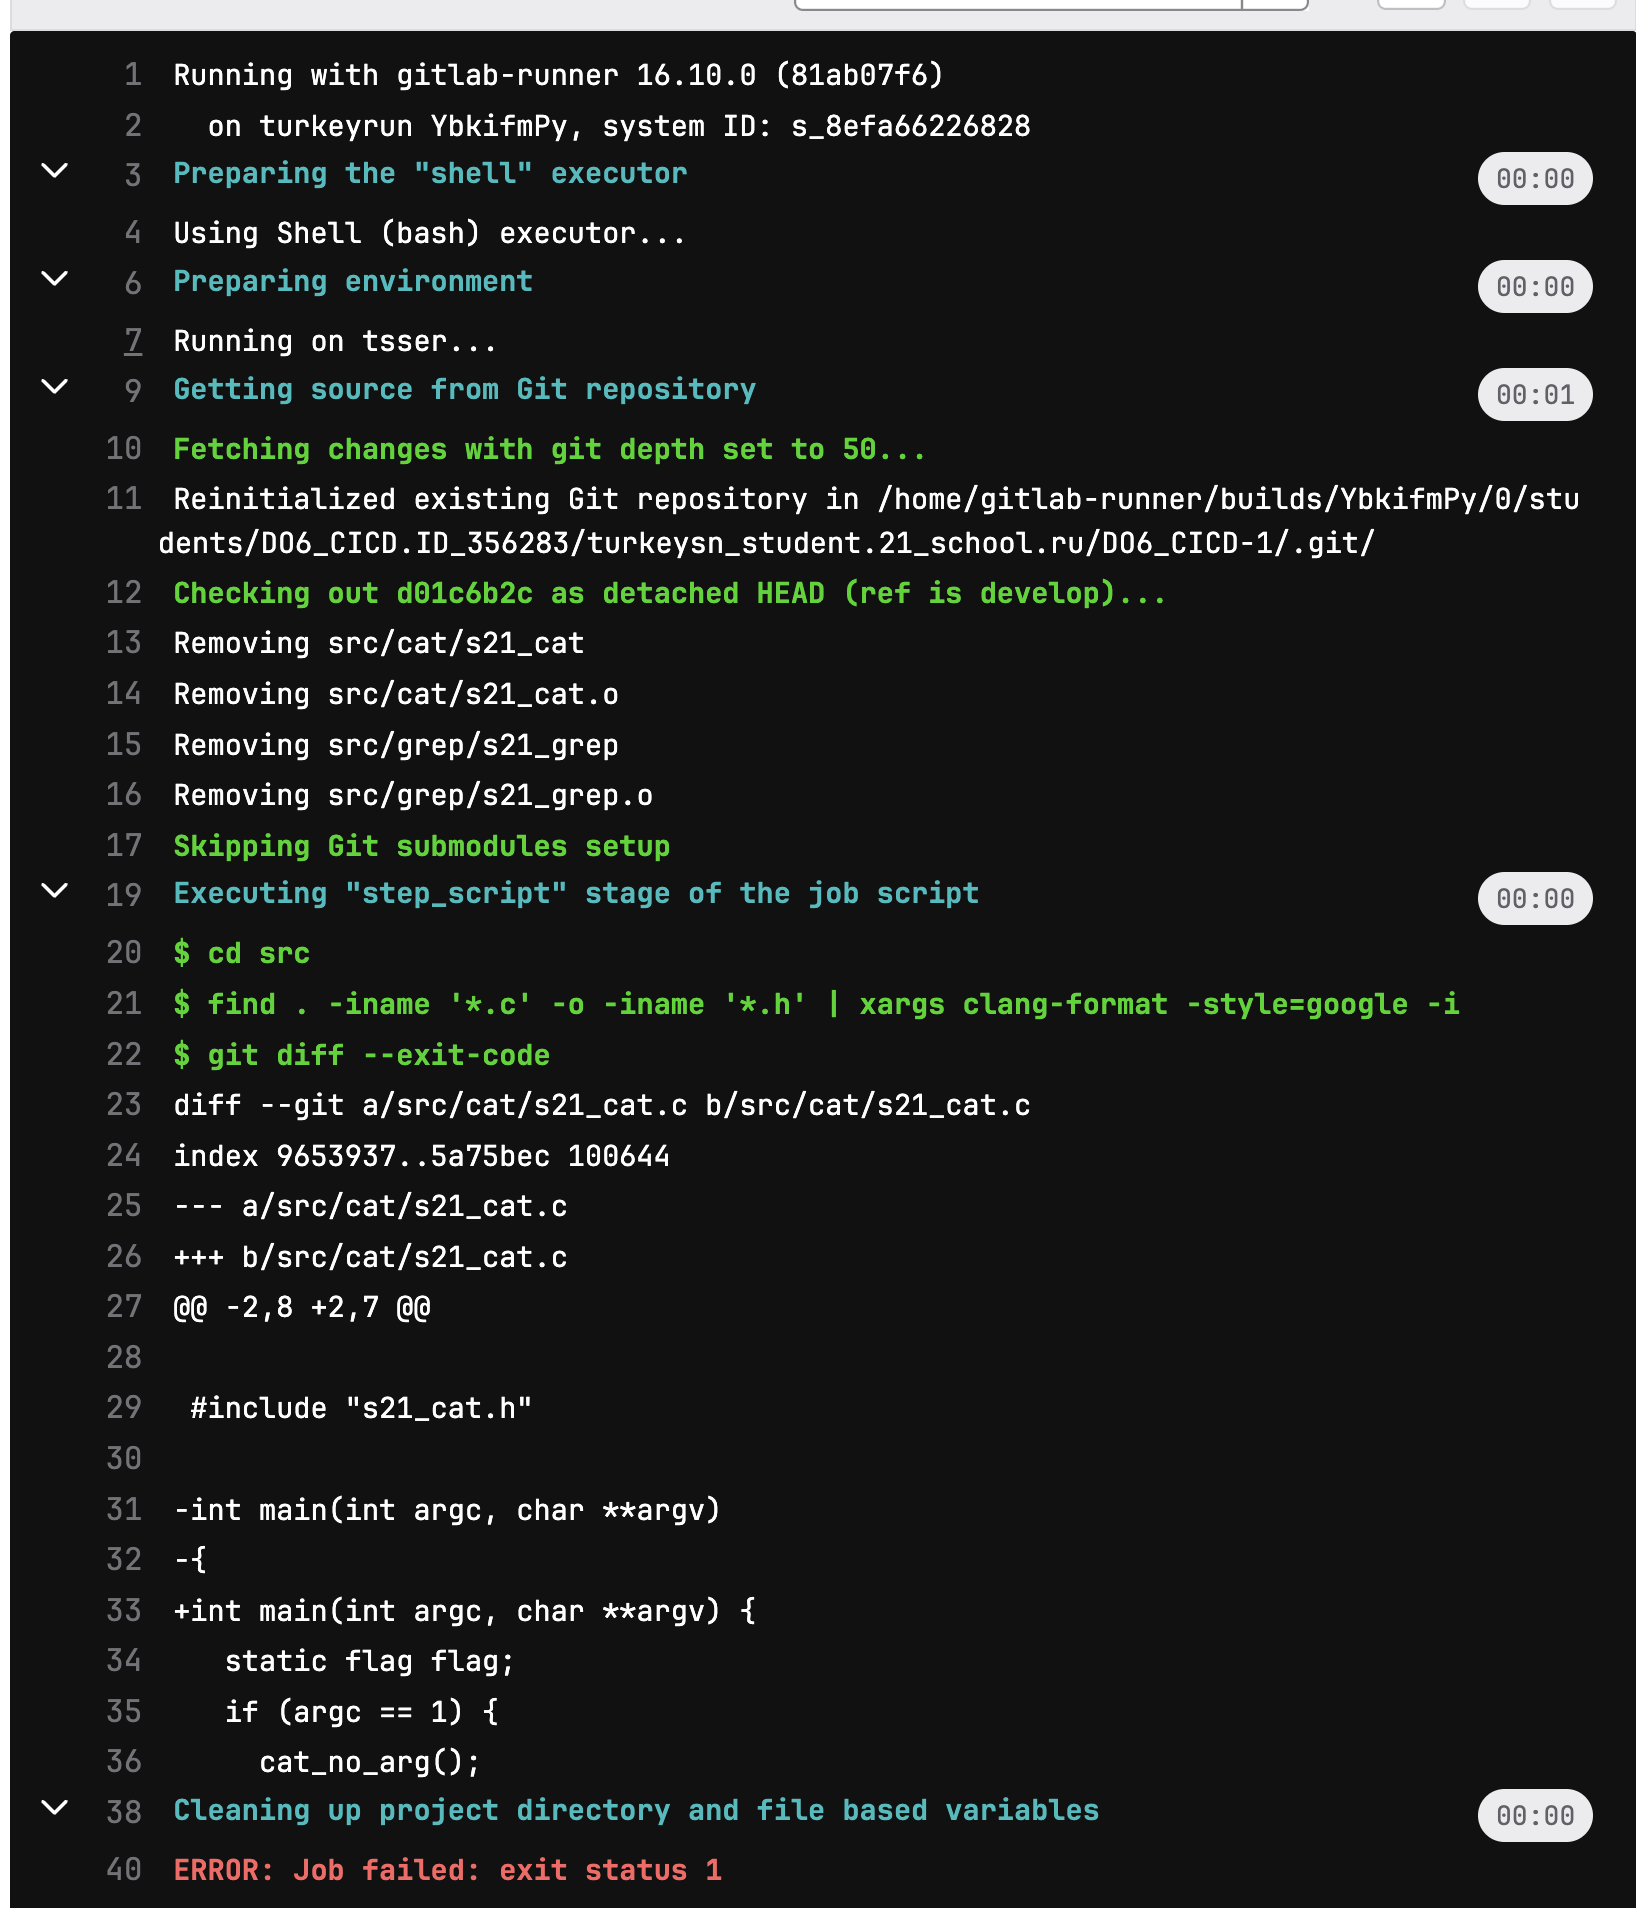 1 Running with gitlab-runner 16.10.0 (81ab07f6)
2   on turkeyrun YbkifmPy, system ID: s_8efa66226828
3 Preparing the "shell" executor 00:00
4 Using Shell (bash) executor...
6 Preparing environment 00:00
7 Running on tsser...
9 Getting source from Git repository 00:01
10 Fetching changes with git depth set to 50...
11 Reinitialized existing Git repository in /home/gitlab-runner/builds/YbkifmPy/0/stu
dents/DO6_CICD.ID_356283/turkeysn_student.21_school.ru/DO6_CICD-1/.git/
12 Checking out d01c6b2c as detached HEAD (ref is develop)...
13 Removing src/cat/s21_cat
14 Removing src/cat/s21_cat.o
15 Removing src/grep/s21_grep
16 Removing src/grep/s21_grep.o
17 Skipping Git submodules setup
19 Executing "step_script" stage of the job script 00:00
20 $ cd src
21 $ find . -iname '*.c' -o -iname '*.h' | xargs clang-format -style=google -i
22 $ git diff --exit-code
23 diff --git a/src/cat/s21_cat.c b/src/cat/s21_cat.c
24 index 9653937..5a75bec 100644
25 --- a/src/cat/s21_cat.c
26 +++ b/src/cat/s21_cat.c
27 @@ -2,8 +2,7 @@
28
29  #include "s21_cat.h"
30
31 -int main(int argc, char **argv)
32 -{
33 +int main(int argc, char **argv) {
34    static flag flag;
35    if (argc == 1) {
36      cat_no_arg();
38 Cleaning up project directory and file based variables 00:00
40 ERROR: Job failed: exit status 1